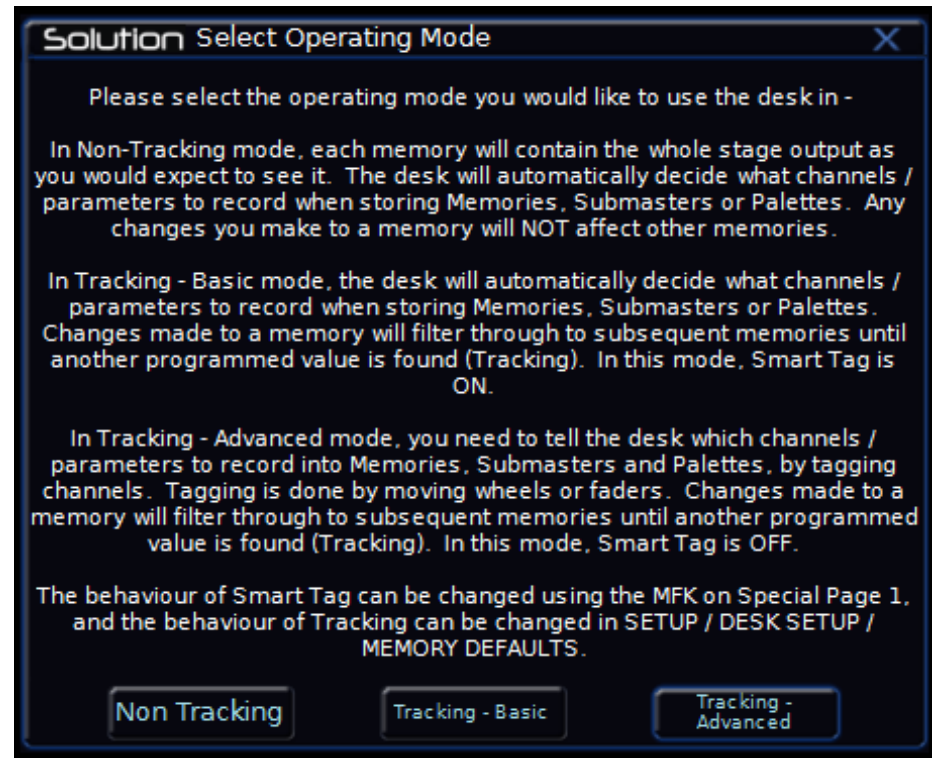 Solution Select Operating Mode X
Please select the operating mode you would like to use the desk in -
In Non-Tracking mode, each memory will contain the whole stage output as
you would expect to see it. The desk will automatically decide what channels /
parameters to record when storing Memories, Submasters or Palettes. Any
changes you make to a memory will NOT affect other memories.
In Tracking - Basic mode, the desk will automatically decide what channels /
parameters to record when storing Memories, Submasters or Palettes.
Changes made to a memory will filter through to subsequent memories until
another programmed value is found (Tracking). In this mode, Smart Tag is
ON.
In Tracking - Advanced mode, you need to tell the desk which channels /
parameters to record into Memories, Submasters and Palettes, by tagging
channels. Tagging is done by moving wheels or faders. Changes made to a
memory will filter through to subsequent memories until another programmed
value is found (Tracking). In this mode, Smart Tag is OFF.
The behaviour of Smart Tag can be changed using the MFK on Special Page 1,
and the behaviour of Tracking can be changed in SETUP / DESK SETUP /
MEMORY DEFAULTS.
Non Tracking
Tracking - Basic
Tracking -
Advanced